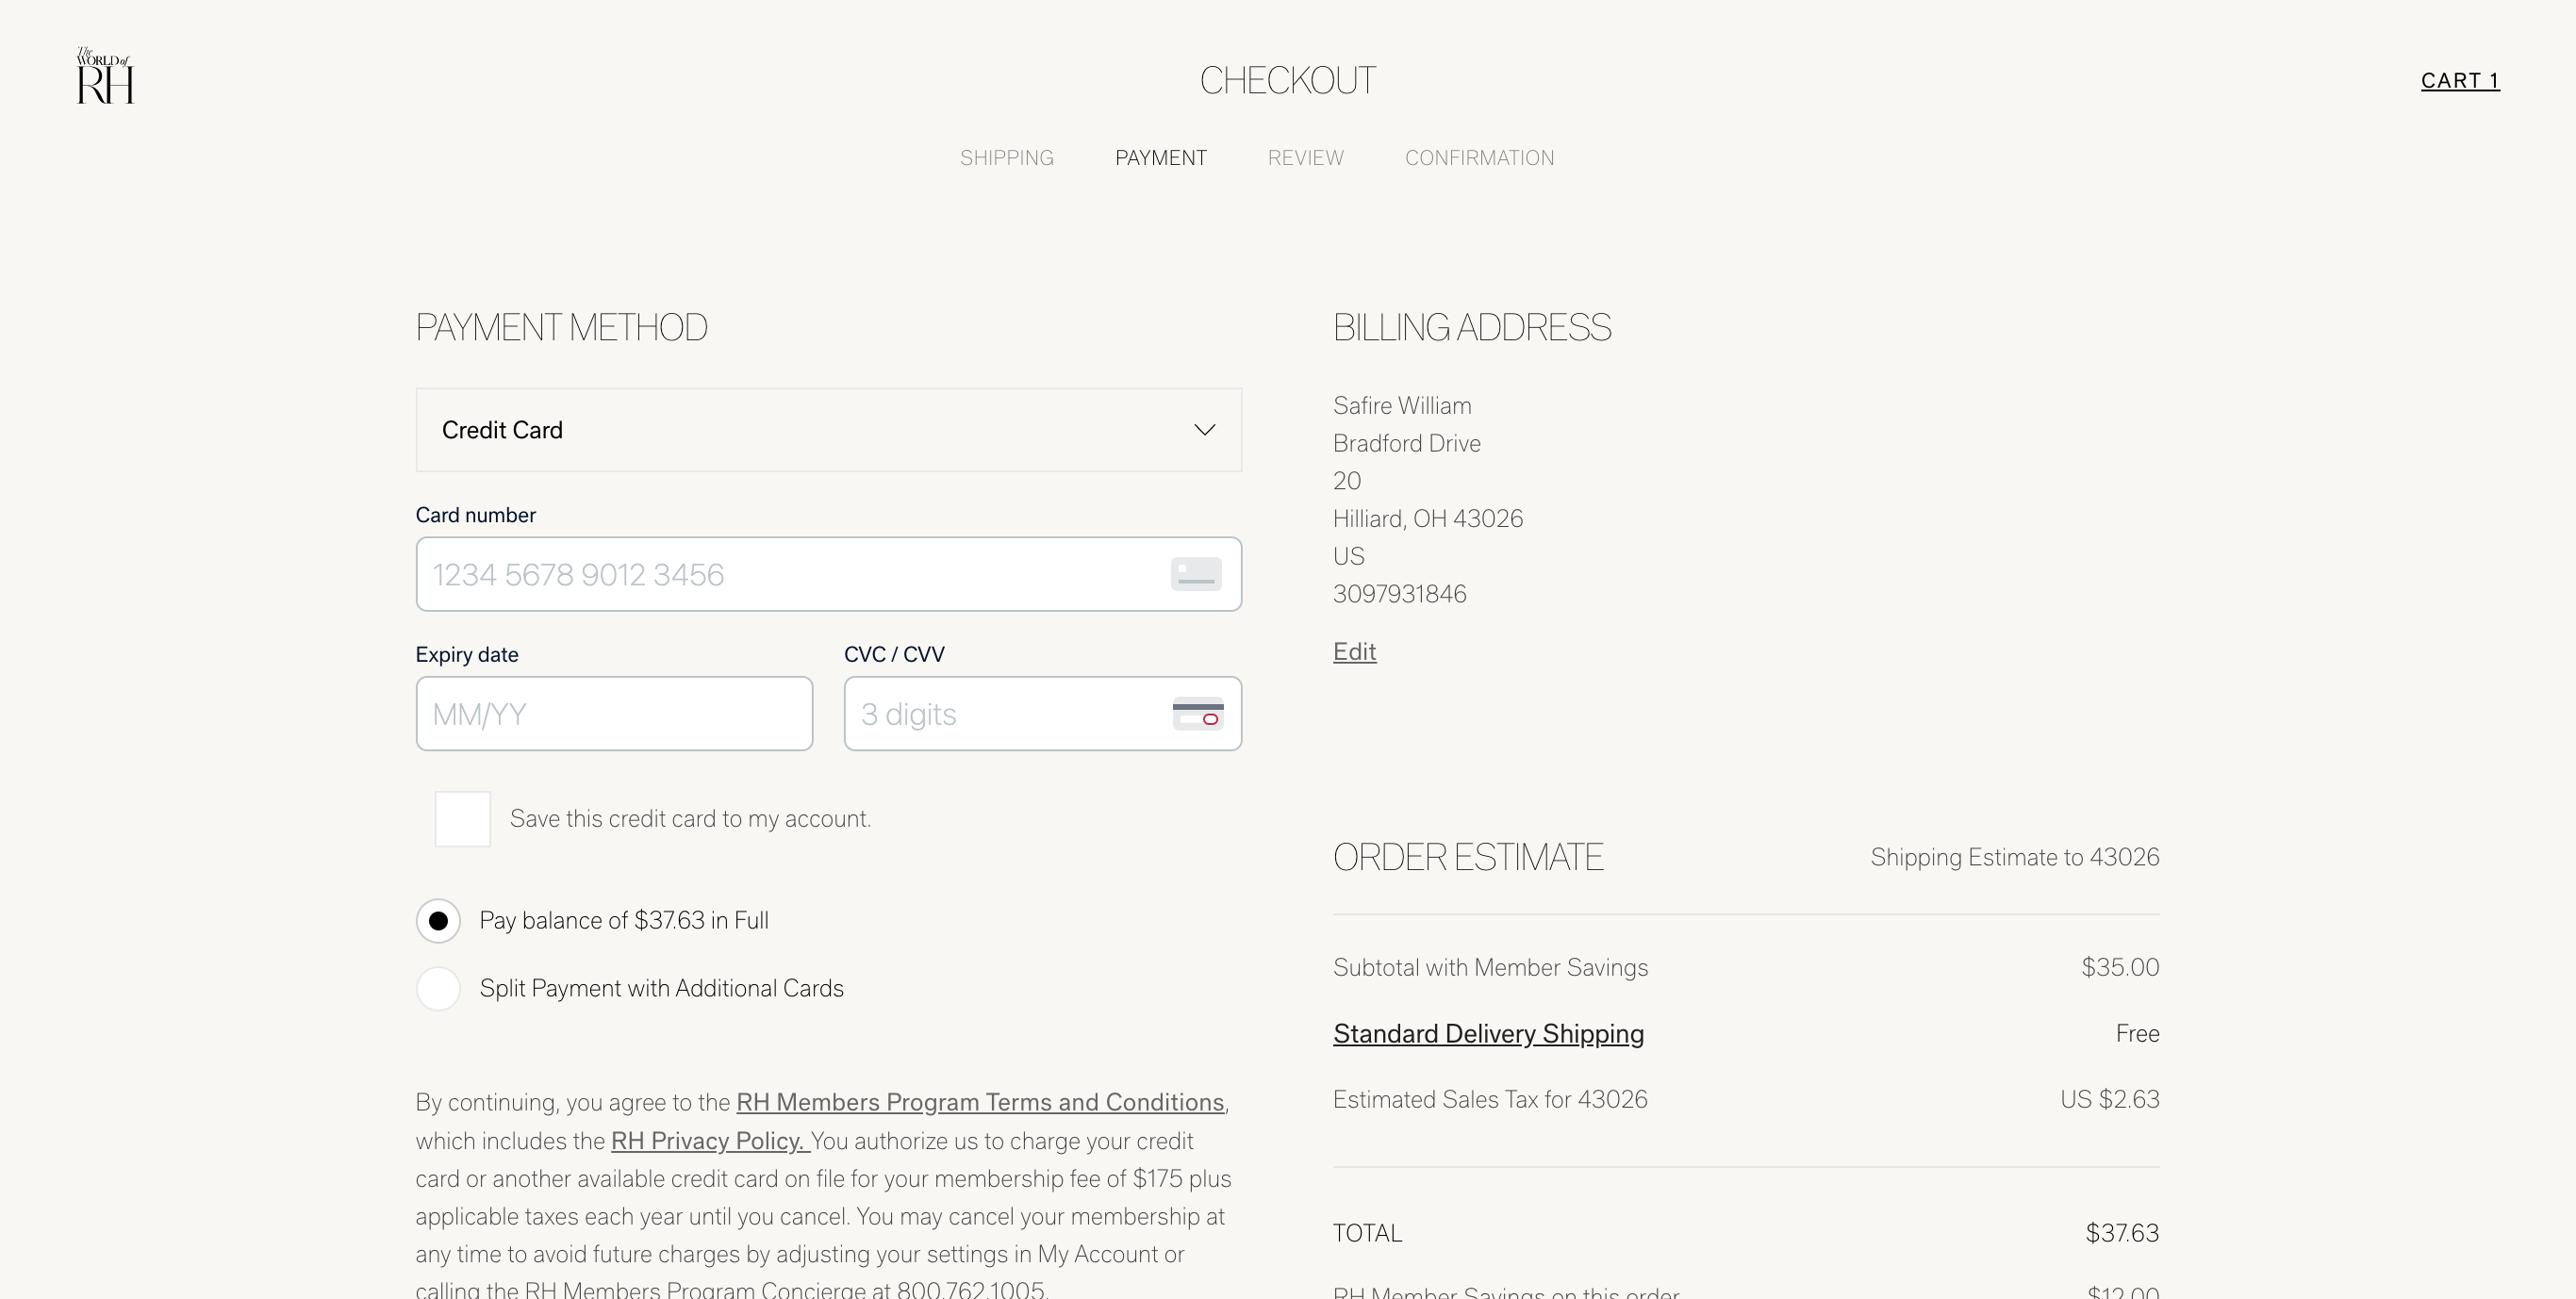 The
WORLD of
RH
CHECKOUT
CART 1
SHIPPING PAYMENT REVIEW CONFIRMATION
PAYMENT METHOD
Credit Card
Card number
1234 5678 9012 3456
Expiry date
MM/YY
CVC / CVV
3 digits
Save this credit card to my account.
Pay balance of $37.63 in Full
Split Payment with Additional Cards
By continuing, you agree to the RH Members Program Terms and Conditions,
which includes the RH Privacy Policy. You authorize us to charge your credit
card or another available credit card on file for your membership fee of $175 plus
applicable taxes each year until you cancel. You may cancel your membership at
any time to avoid future charges by adjusting your settings in My Account or
calling the RH Members Program Concierge at 800.762.1005.
BILLING ADDRESS
Safire William
Bradford Drive
20
Hilliard, OH 43026
US
3097931846
Edit
ORDER ESTIMATE Shipping Estimate to 43026
Subtotal with Member Savings $35.00
Standard Delivery Shipping Free
Estimated Sales Tax for 43026 US $2.63
TOTAL $37.63
RH Member Savings on this order $12.00